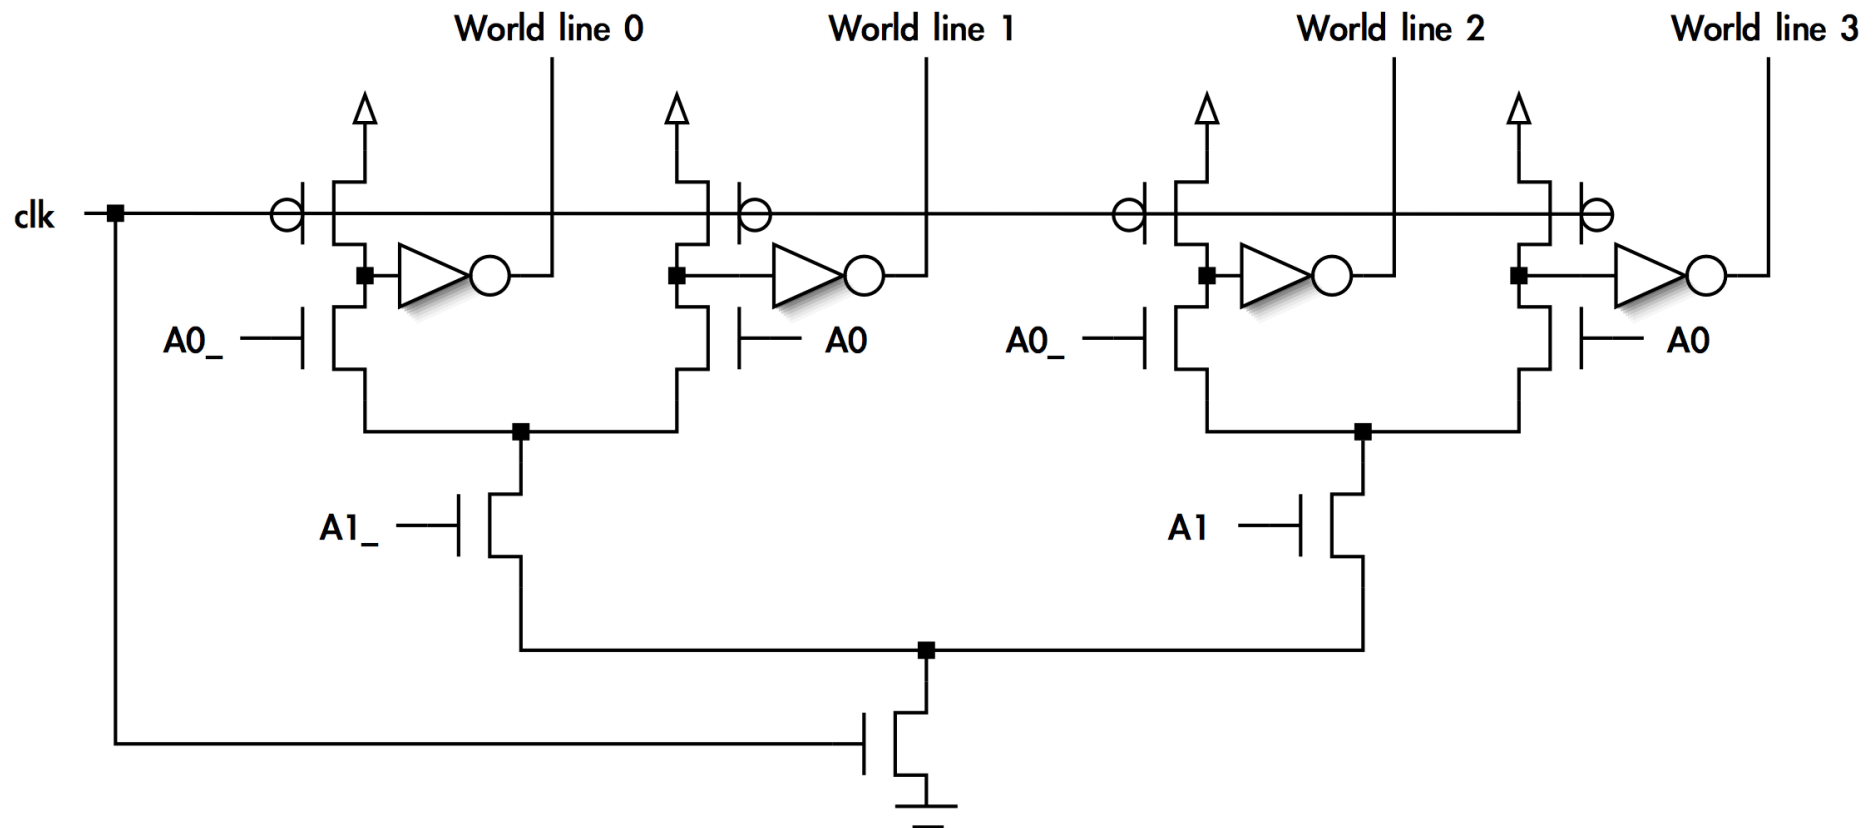 World line 0
World line 1
World line 2
World line 3
clk
A0_
A0
A0_
A0
A1_
A1